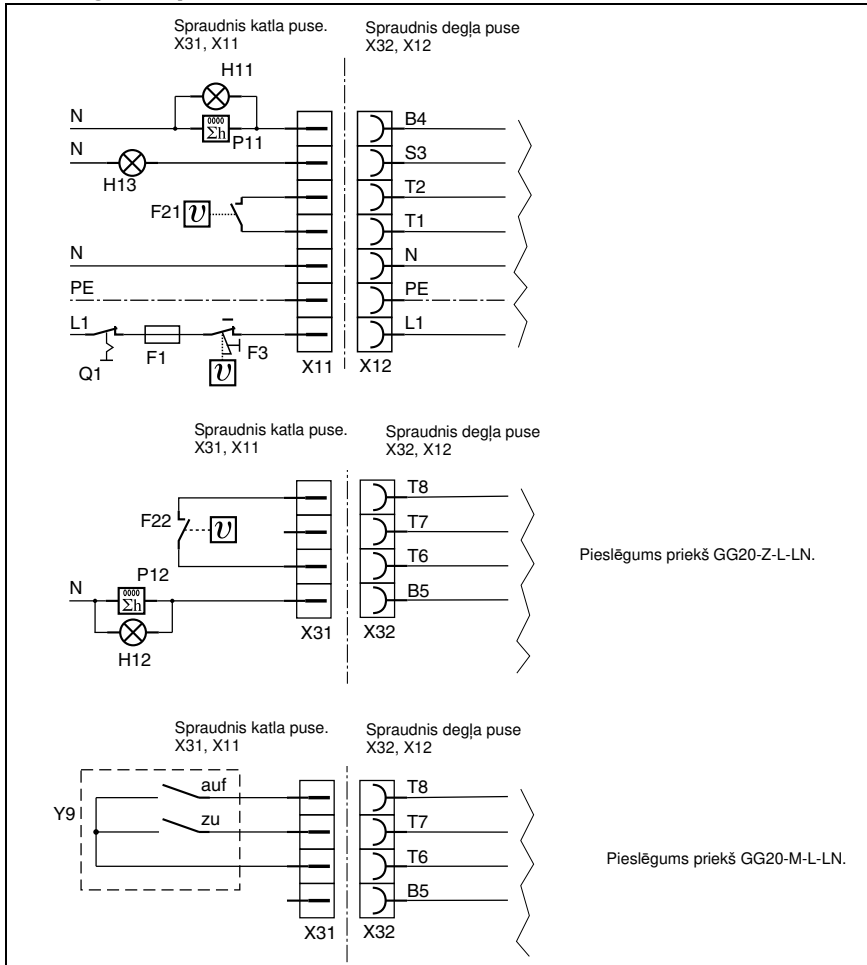 Spraudnis katla puse.
X31, X11
Spraudnis degļa puse
X32, X12
H11
N
0000
Σh
P11
B4
N
H13
S3
F21
υ
T2
T1
N
N
PE
PE
L1
Q1
F1
F3
υ
L1
X11
X12
Spraudnis katla puse.
X31, X11
Spraudnis degļa puse
X32, X12
F22
υ
T8
T7
T6
Pieslēgums priekš GG20-Z-L-LN.
N
P12
0000
Σh
H12
B5
X31
X32
Spraudnis katla puse.
X31, X11
Spraudnis degļa puse
X32, X12
Y9
auf
zu
T8
T7
T6
B5
Pieslēgums priekš GG20-M-L-LN.
X31
X32